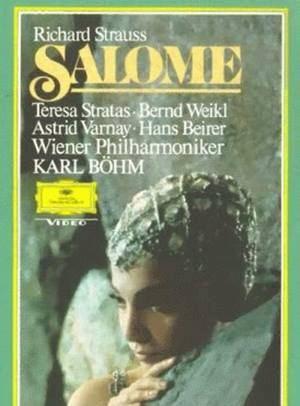 Richard Strauss
SALOME
Teresa Stratas · Bernd Weikl
Astrid Varnay · Hans Beirer
Wiener Philharmoniker
KARL BÖHM
VIDEO